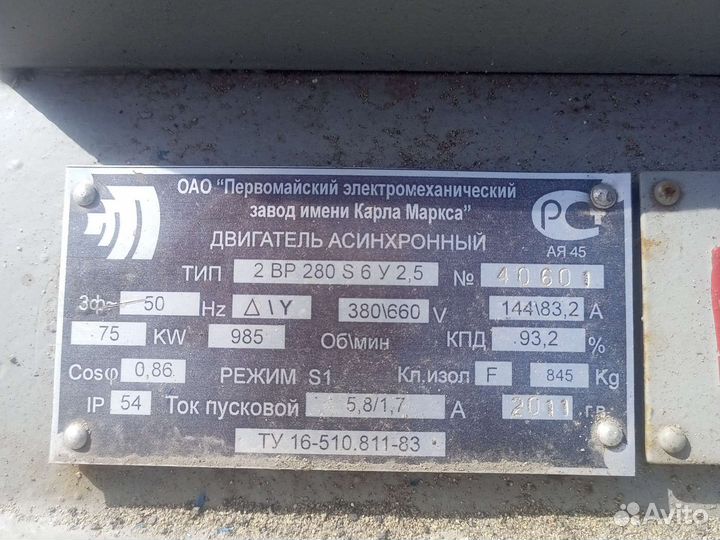 ОАО "Первомайский электромеханический
завод имени Карла Маркса"
РС
АЯ 45
ДВИГАТЕЛЬ АСИНХРОННЫЙ
ТИП 2 ВР 280 S 6 У 2,5 № 40601
3ф~ 50 Hz △\Y 380\660 V 144\83,2 А
75 KW 985 Об\мин КПД 93,2 %
Cosφ 0,86 РЕЖИМ S1 Кл.изол F 845 Kg
IP 54 Ток пусковой 5,8/1,7 А 2011 г.в.
ТУ 16-510.811-83
Avito